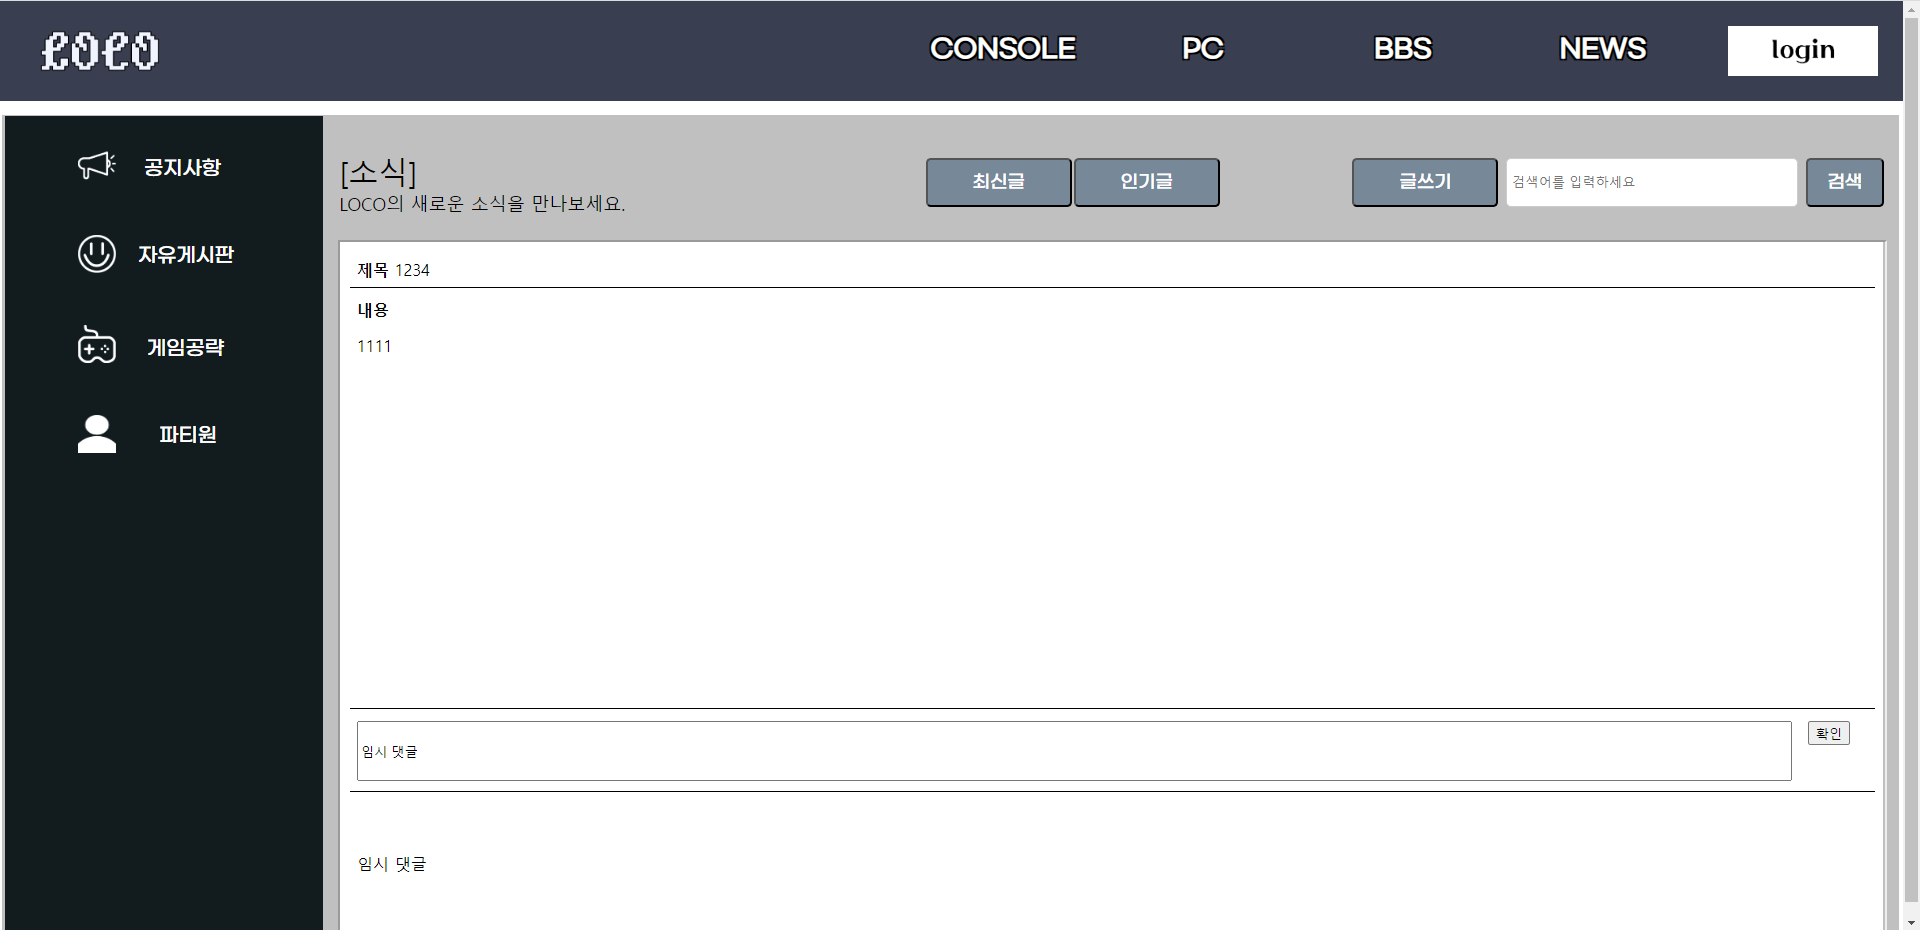 LOCO
CONSOLE
PC
BBS
NEWS
login
공지사항
자유게시판
게임공략
파티원
[소식]
LOCO의 새로운 소식을 만나보세요.
최신글
인기글
글쓰기
검색어를 입력하세요
검색
제목 1234
내용
1111
임시 댓글
확인
임시 댓글